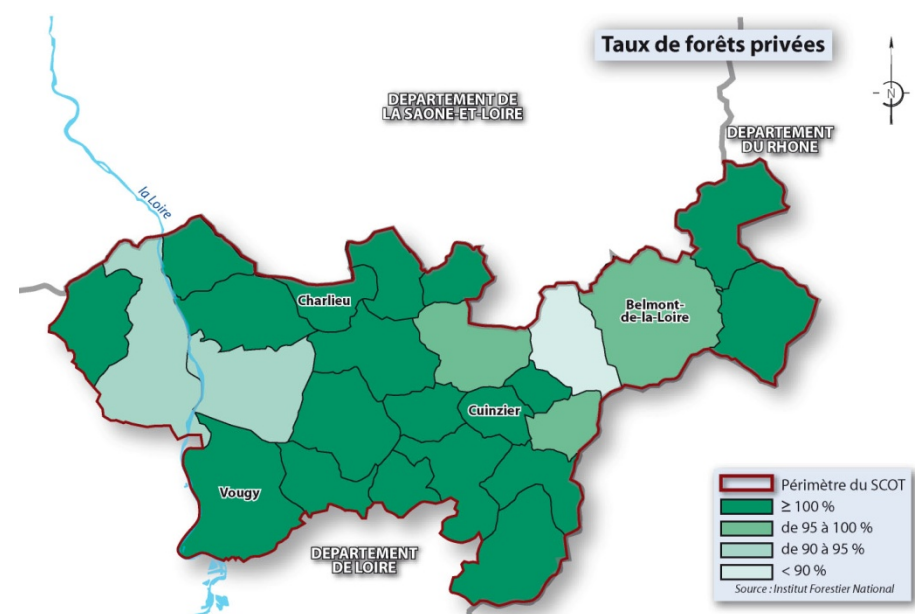 Taux de forêts privées
DEPARTEMENT DE
LA SAONE-ET-LOIRE
N
DEPARTEMENT
DU RHONE
la Loire
Charlieu
Belmont-
de-la-Loire
Cuinzier
Vougy
DEPARTEMENT
DE LOIRE
Périmètre du SCOT
≥ 100 %
de 95 à 100 %
de 90 à 95 %
< 90 %
Source : Institut Forestier National